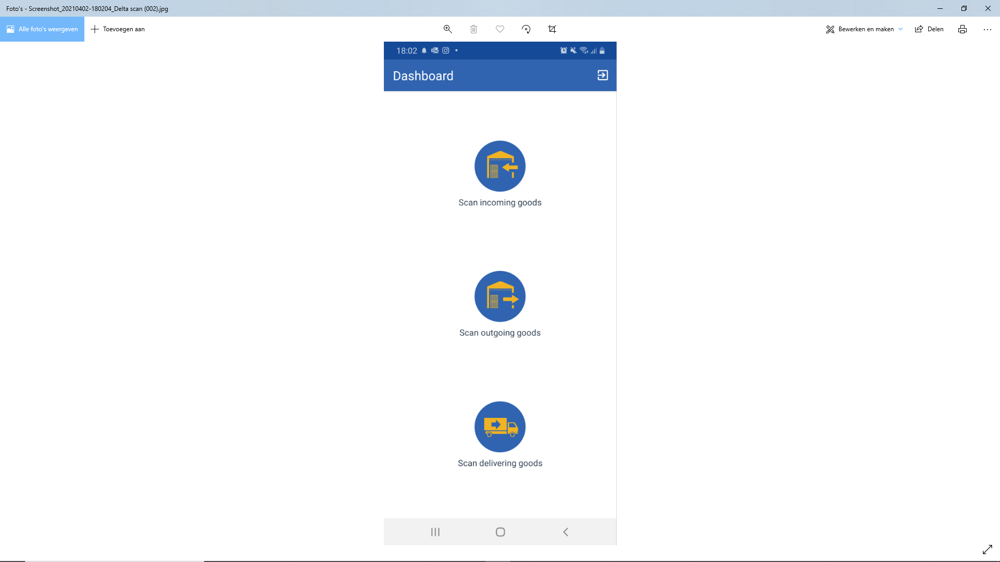 Foto's - Screenshot_20210402-180204_Delta scan (002).jpg
Alle foto's weergeven
Toevoegen aan
Bewerken en maken
Delen
18:02
Dashboard
Scan incoming goods
Scan outgoing goods
Scan delivering goods